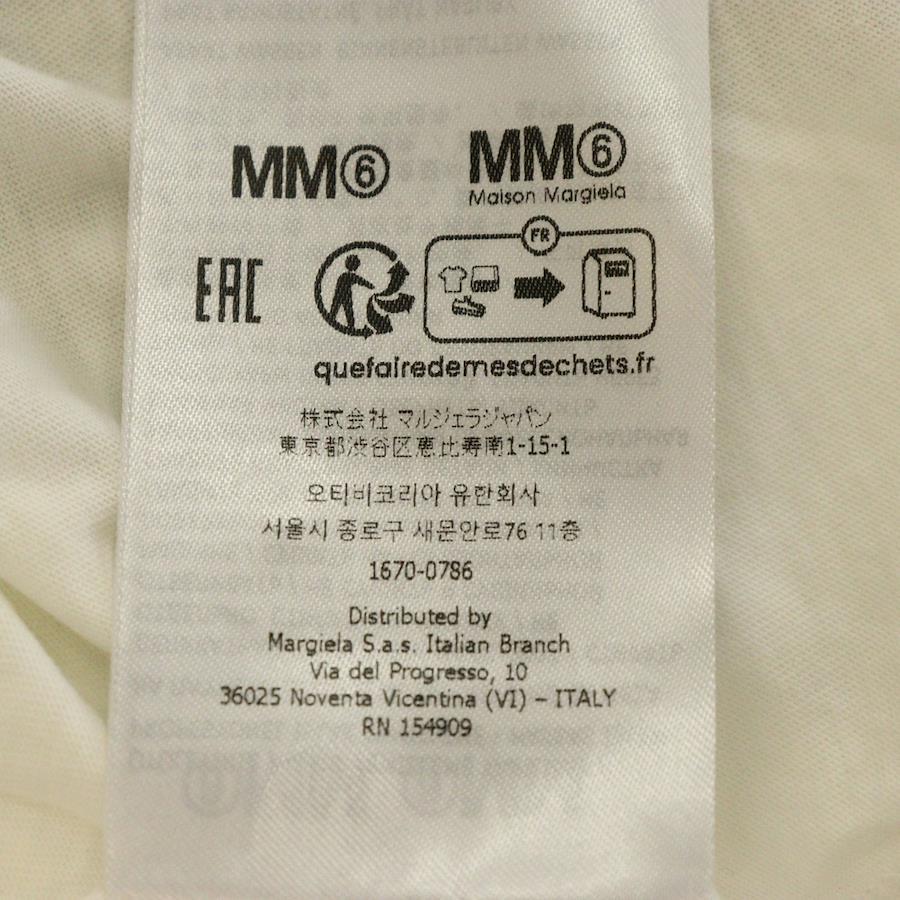 MM⑥ MM⑥
Maison Margiela
EAC FR
quefairedemesdechets.fr
株式会社 マルジェラジャパン
東京都渋谷区恵比寿南1-15-1
오티비코리아 유한회사
서울시 종로구 새문안로76 11층
1670-0786
Distributed by
Margiela S.a.s. Italian Branch
Via del Progresso, 10
36025 Noventa Vicentina (VI) – ITALY
RN 154909